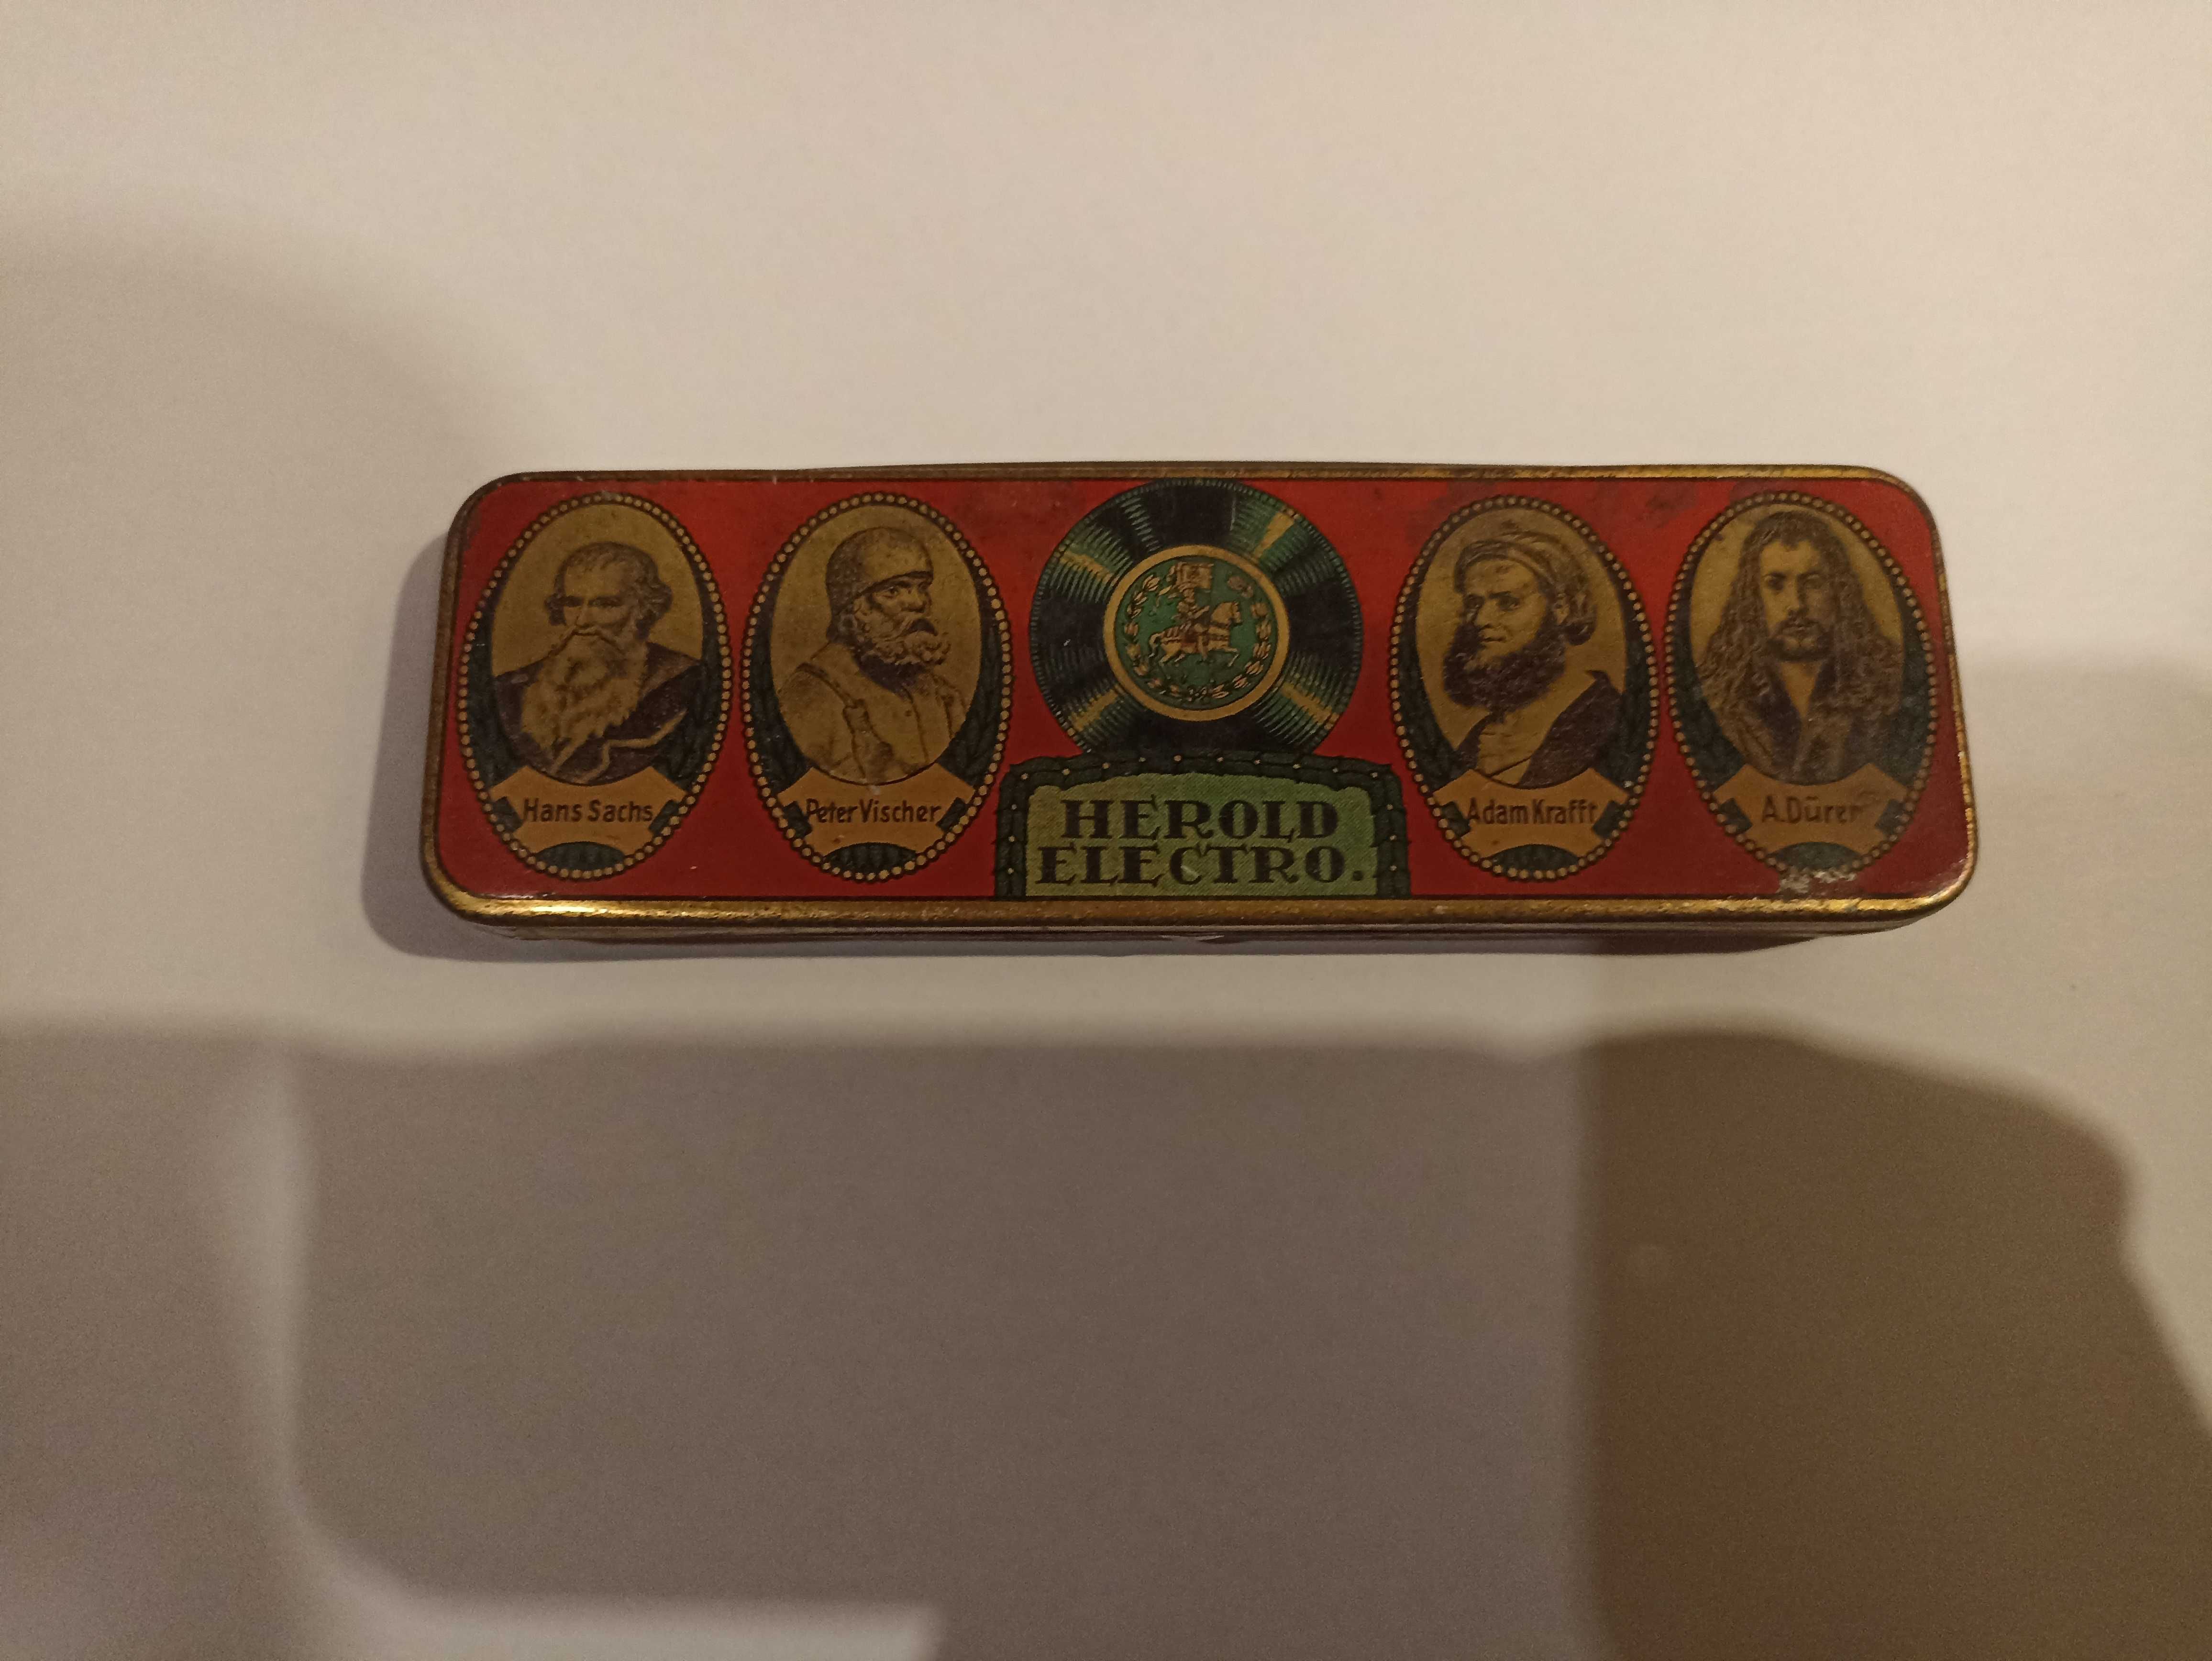 Hans Sachs
Peter Vischer
HEROLD
ELECTRO.
Adam Krafft
A.Dürer